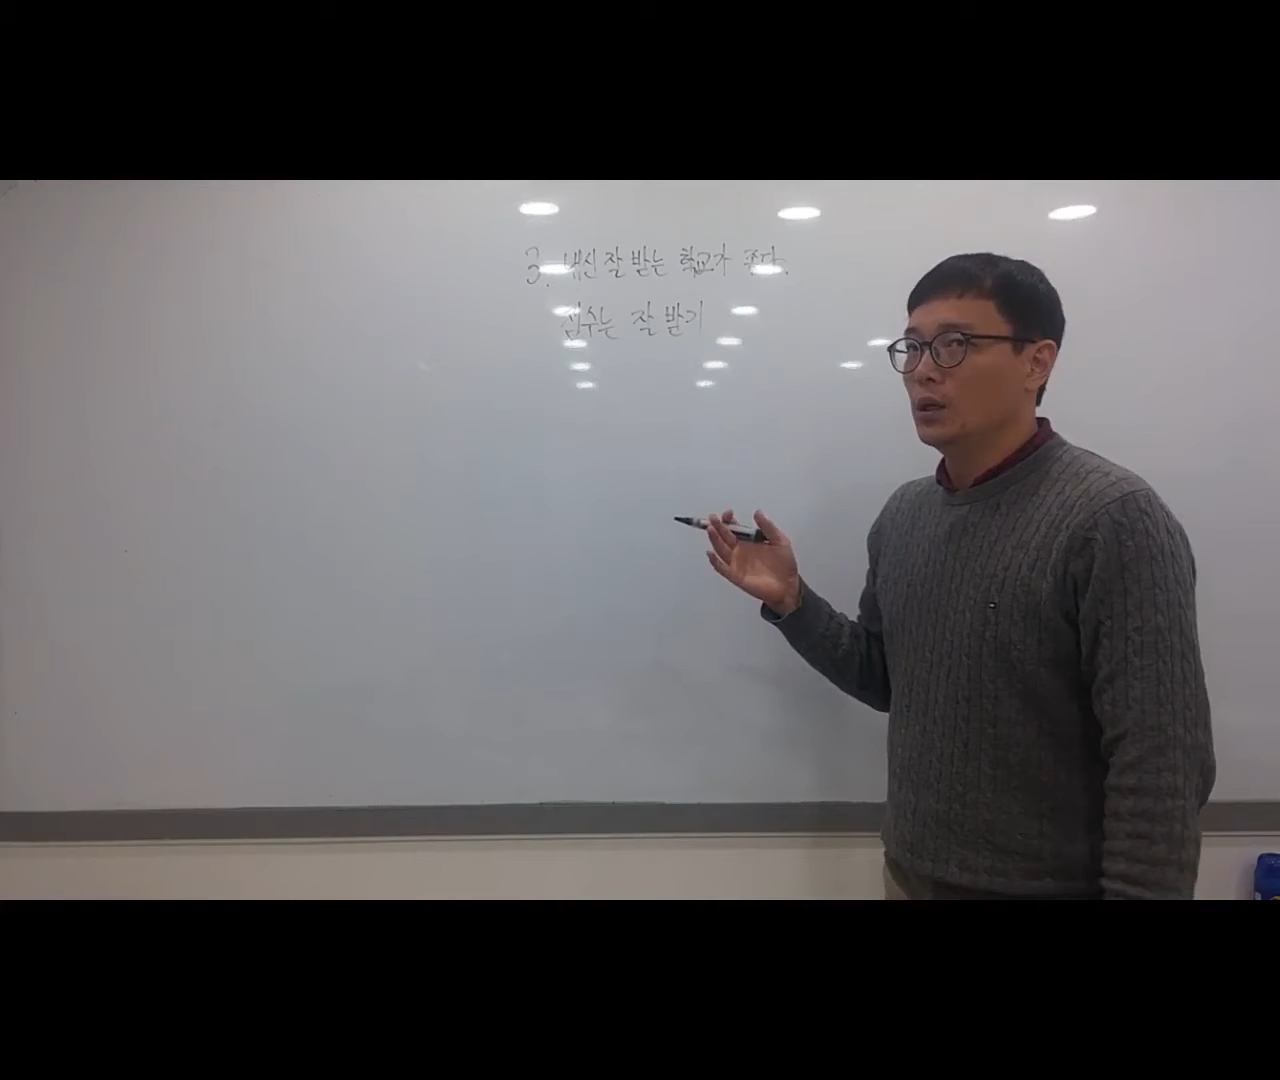 3. 내신 잘 받는 학교가 좋다.
점수는 잘 받기